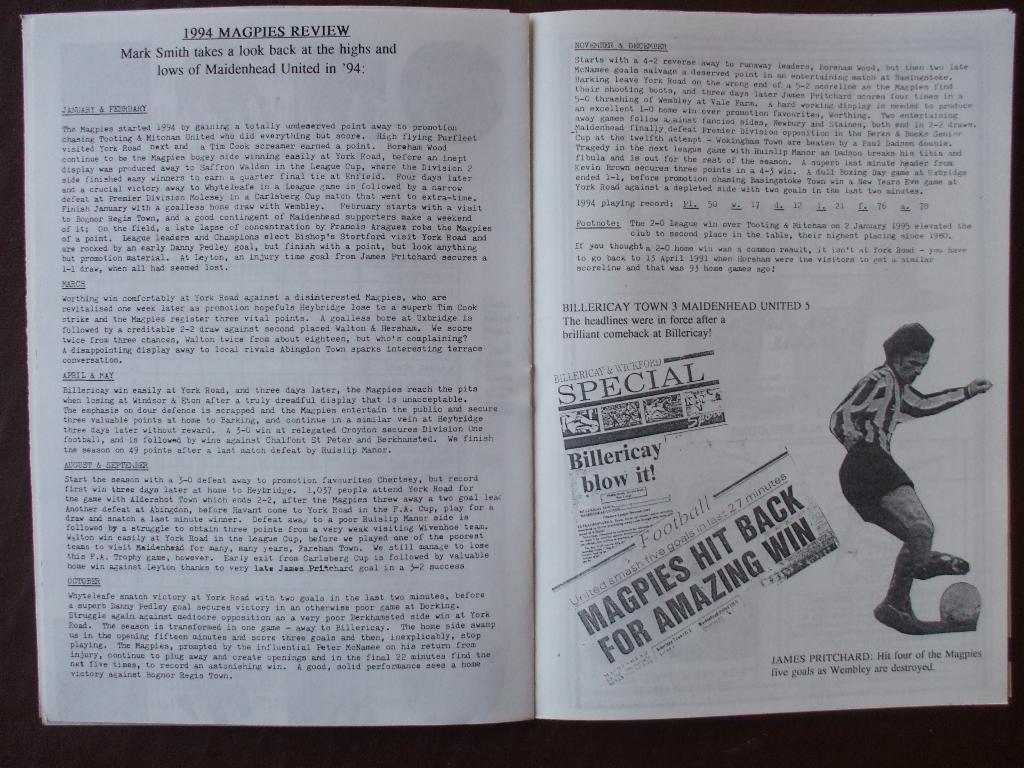 1994 MAGPIES REVIEW
Mark Smith takes a look back at the highs and
lows of Maidenhead United in '94:
JANUARY & FEBRUARY
The Magpies started 1994 by gaining a totally undeserved point away to promotion
chasing Tooting & Mitcham United who did everything but score. High flying Purfleet
visited York Road next and a Tim Cook screamer earned a point. Horeham Wood
continue to be the Magpies bogey side winning easily at York Road, before an inept
display was produced away to Saffron Walden in the League Cup, where the Division 2
side finished easy winners to earn a quarter final tie at Enfield. Four days later
and a crucial victory away to Whyteleafe in a League game is followed by a narrow
defeat at Premier Division Molesey in a Carlsberg Cup match that went to extra-time.
Finish January with a goalless home draw with Wembley. February starts with a visit
to Bognor Regis Town, and a good contingent of Maidenhead supporters make a weekend
of it; On the field, a late lapse of concentration by Francois Araguez robs the Magpies
of a point. League leaders and Champions elect Bishop's Stortford visit York Road and
are rocked by an early Danny Pedley goal, but finish with a point, but look anything
but promotion material. At Leyton, an injury time goal from James Pritchard secures a
1-1 draw, when all had seemed lost.
MARCH
Worthing win comfortably at York Road against a disinterested Magpies, who are
revitalised one week later as promotion hopefuls Heybridge lose to a superb Tim Cook
strike and the Magpies register three vital points. A goalless bore at Uxbridge is
followed by a creditable 2-2 draw against second placed Walton & Hersham. We score
twice from three chances, Walton twice from about eighteen, but who's complaining?
A disappointing display away to local rivals Abingdon Town sparks interesting terrace
conversation.
APRIL & MAY
Billericay win easily at York Road, and three days later, the Magpies reach the pits
when losing at Windsor & Eton after a truly dreadful display that is unacceptable.
The emphasis on dour defence is scrapped and the Magpies entertain the public and secure
three valuable points at home to Barking, and continue in a similar vein at Heybridge
three days later without reward. A 3-0 win at relegated Croydon secures Division One
football, and is followed by wins against Chalfont St Peter and Berkhamsted. We finish
the season on 49 points after a last match defeat by Ruislip Manor.
AUGUST & SEPTEMBER
Start the season with a 3-0 defeat away to promotion favourites Chertsey, but record
first win three days later at home to Heybridge. 1,037 people attend York Road for
the game with Aldershot Town which ends 2-2, after the Magpies threw away a two goal lead
Another defeat at Abingdon, before Havant come to York Road in the F.A. Cup, play for a
draw and snatch a last minute winner. Defeat away to a poor Ruislip Manor side is
followed by a struggle to obtain three points from a very weak visiting Wivenhoe team.
Walton win easily at York Road in the league Cup, before we played one of the poorest
teams to visit Maidenhead for many, many years, Fareham Town. We still manage to lose
this F.A. Trophy game, however. Early exit from Carlsberg Cup is followed by valuable
home win against Leyton thanks to very late James Pritchard goal in a 3-2 success
OCTOBER
Whyteleafe snatch victory at York Road with two goals in the last two minutes, before
a superb Danny Pedley goal secures victory in an otherwise poor game at Dorking.
Struggle again against mediocre opposition as a very poor Berkhamsted side win at York
Road. The season is transformed in one game - away to Billericay. The home side swamp
us in the opening fifteen minutes and score three goals and then, inexplicably, stop
playing. The Magpies, prompted by the influential Peter McNamee on his return from
injury, continue to plug away and create openings and in the final 22 minutes find the
net five times, to record an astonishing win. A good, solid performance sees a home
victory against Bognor Regis Town.
NOVEMBER & DECEMBER
Starts with a 4-2 reverse away to runaway leaders, Boreham Wood, but then two late
McNamee goals salvage a deserved point in an entertaining match at Basingstoke.
Barking leave York Road on the wrong end of a 5-2 scoreline as the Magpies find
their shooting boots, and three days later James Pritchard scores four times in a
5-0 thrashing of Wembley at Vale Farm. A hard working display is needed to produce
an excellent 1-0 home win over promotion favourites, Worthing. Two entertaining
away games follow against fancied sides, Newbury and Staines, both end in 2-2 draws.
Maidenhead finally defeat Premier Division opposition in the Berks & Bucks Senior
Cup at the twelfth attempt - Wokingham Town are beaten by a Paul Dadson double.
Tragedy in the next league game with Ruislip Manor as Dadson breaks his tibia and
fibula and is out for the rest of the season. A superb last minute header from
Kevin Brown secures three points in a 4-3 win. A dull Boxing Day game at Uxbridge
ended 1-1, before promotion chasing Basingstoke Town win a New Years Eve game at
York Road against a depleted side with two goals in the last two minutes.
1994 playing record: Pl. 50 w. 17 d. 12 l. 21 f. 76 a. 78
Footnote: The 2-0 league win over Tooting & Mitcham on 2 January 1995 elevated the
club to second place in the table, their highest placing since 1980.
If you thought a 2-0 home win was a common result, it isn't at York Road - you have
to go back to 13 April 1991 when Horsham were the visitors to get a similar
scoreline and that was 93 home games ago!
BILLERICAY TOWN 3 MAIDENHEAD UNITED 5
The headlines were in force after a
brilliant comeback at Billericay!
BILLERICAY & WICKFORD
SPECIAL
Billericay
blow it!
Football
United smash five goals in last 27 minutes
MAGPIES HIT BACK
FOR AMAZING WIN
JAMES PRITCHARD: Hit four of the Magpies
five goals as Wembley are destroyed.